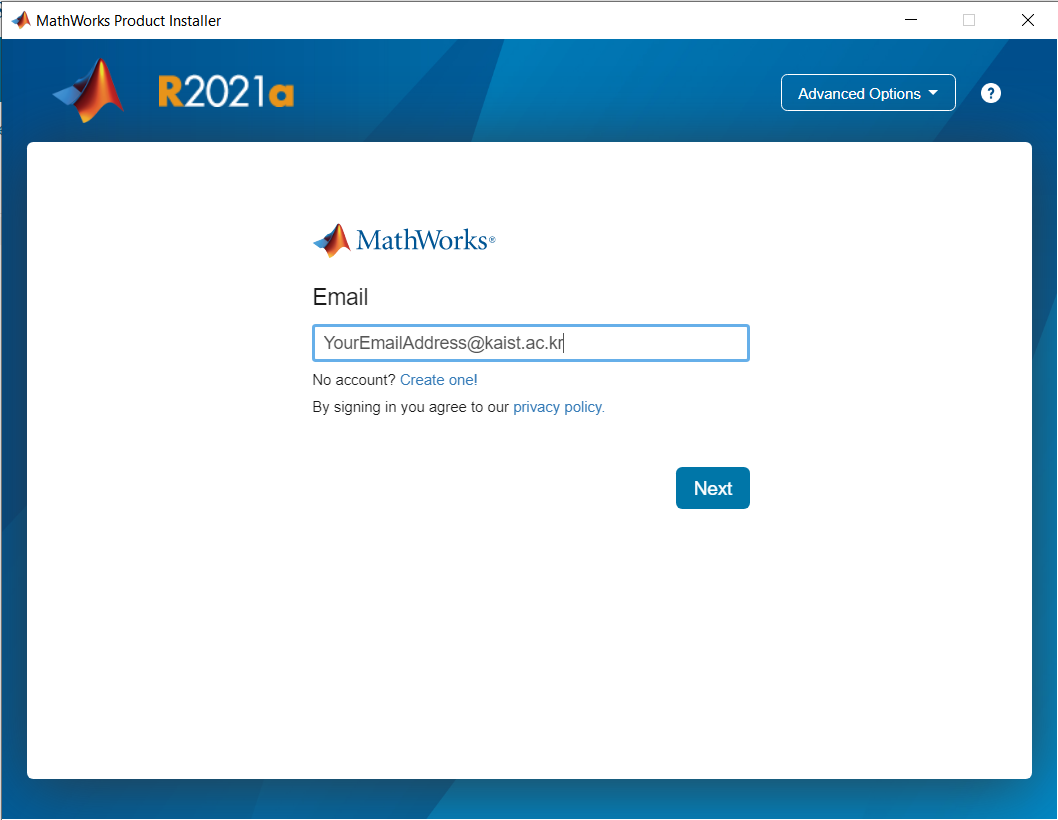 MathWorks Product Installer
R2021a
Advanced Options
?
MathWorks®
Email
YourEmailAddress@kaist.ac.kr
No account? Create one!
By signing in you agree to our privacy policy.
Next